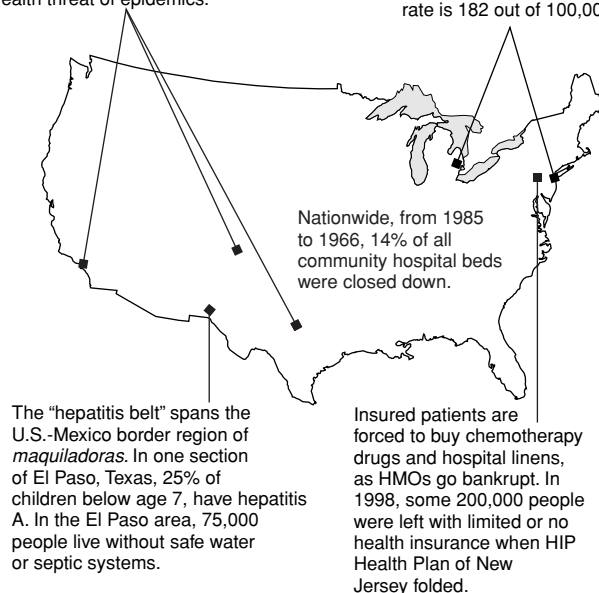 ealth threat of epidemics.
rate is 182 out of 100,00
Nationwide, from 1985
to 1966, 14% of all
community hospital beds
were closed down.
The “hepatitis belt” spans the
U.S.-Mexico border region of
maquiladoras. In one section
of El Paso, Texas, 25% of
children below age 7, have hepatitis
A. In the El Paso area, 75,000
people live without safe water
or septic systems.
Insured patients are
forced to buy chemotherapy
drugs and hospital linens,
as HMOs go bankrupt. In
1998, some 200,000 people
were left with limited or no
health insurance when HIP
Health Plan of New
Jersey folded.